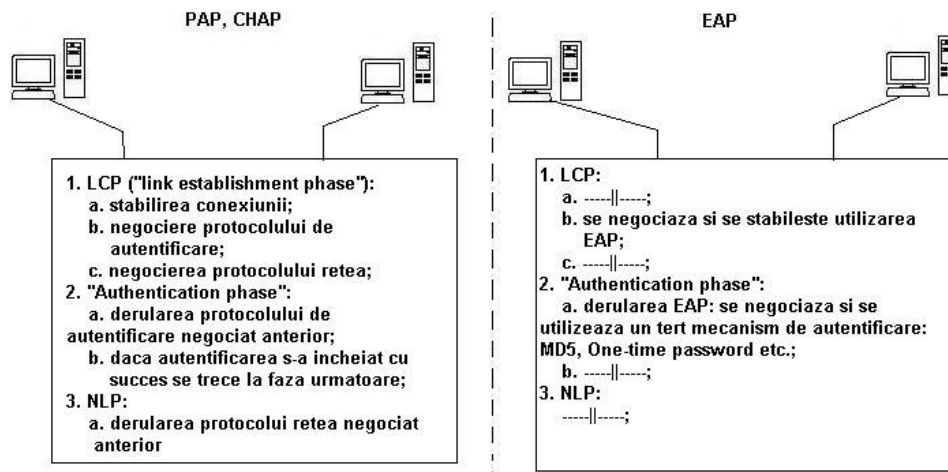 PAP, CHAP
1. LCP ("link establishment phase"):
a. stabilirea conexiunii;
b. negociere protocolului de
autentificare;
c. negocierea protocolului retea;
2. "Authentication phase":
a. derularea protocolului de
autentificare negociat anterior;
b. daca autentificarea s-a incheiat cu
succes se trece la faza urmatoare;
3. NLP:
a. derularea protocolui retea negociat
anterior
EAP
1. LCP:
a. -----||-----;
b. se negociaza si se stabileste utilizarea
EAP;
c. -----||-----;
2. "Authentication phase":
a. derularea EAP: se negociaza si se
utilizeaza un tert mecanism de autentificare:
MD5, One-time password etc.;
b. -----||-----;
3. NLP:
-----||-----;